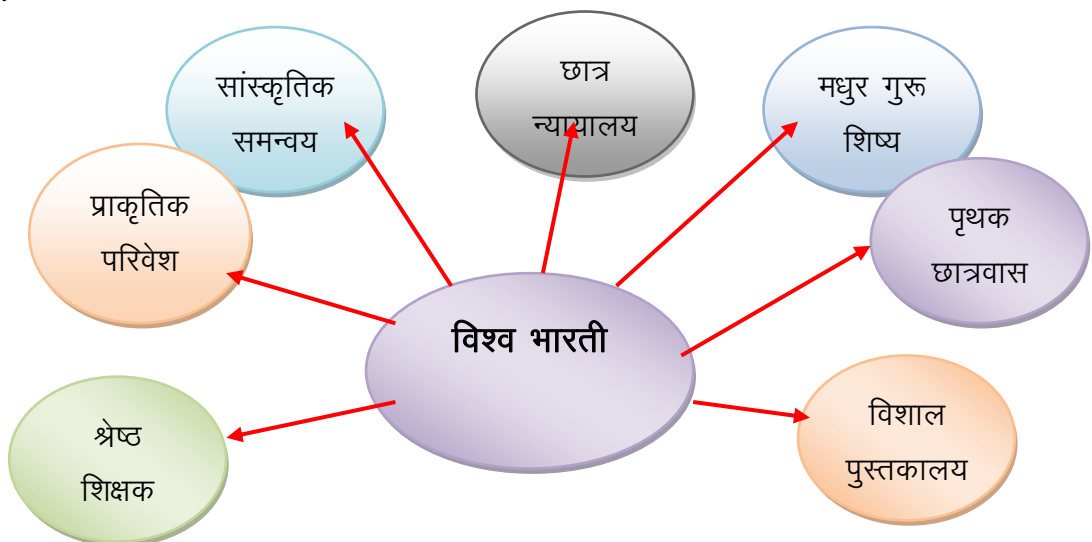 सांस्कृतिक
समन्वय
छात्र
न्यायालय
मधुर गुरू
शिष्य
प्राकृतिक
परिवेश
पृथक
छात्रवास
विश्व भारती
श्रेष्ठ
शिक्षक
विशाल
पुस्तकालय